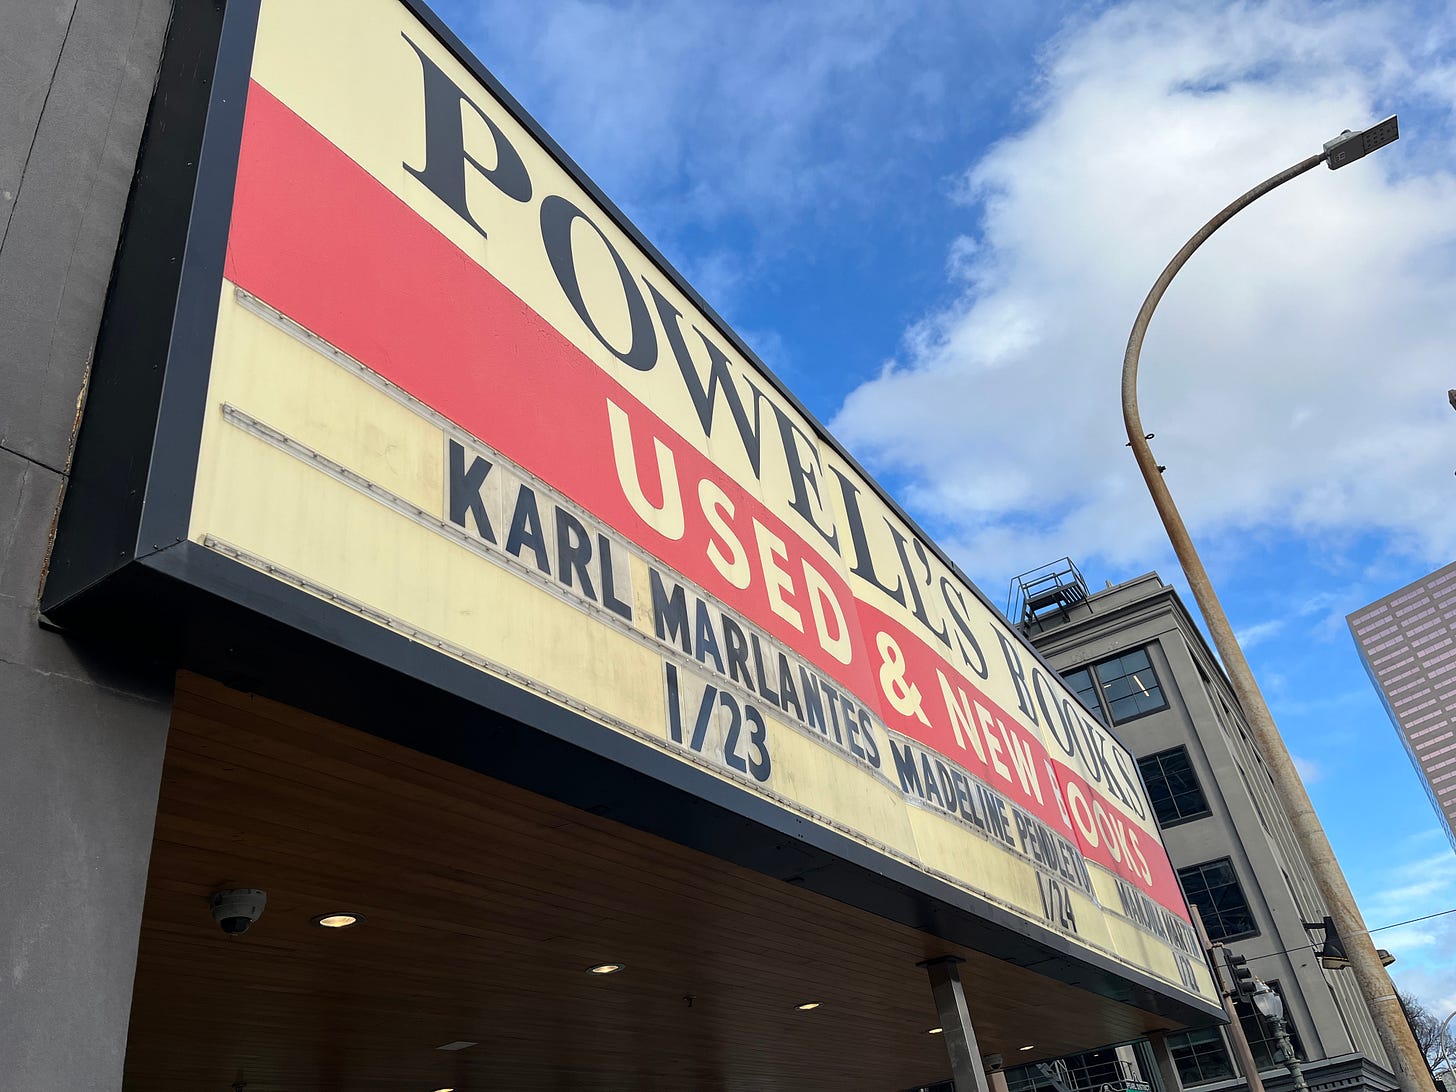 POWELL'S BOOKS
USED & NEW BOOKS
KARL MARLANTES
1/23
MADELINE PENDLETON
1/24